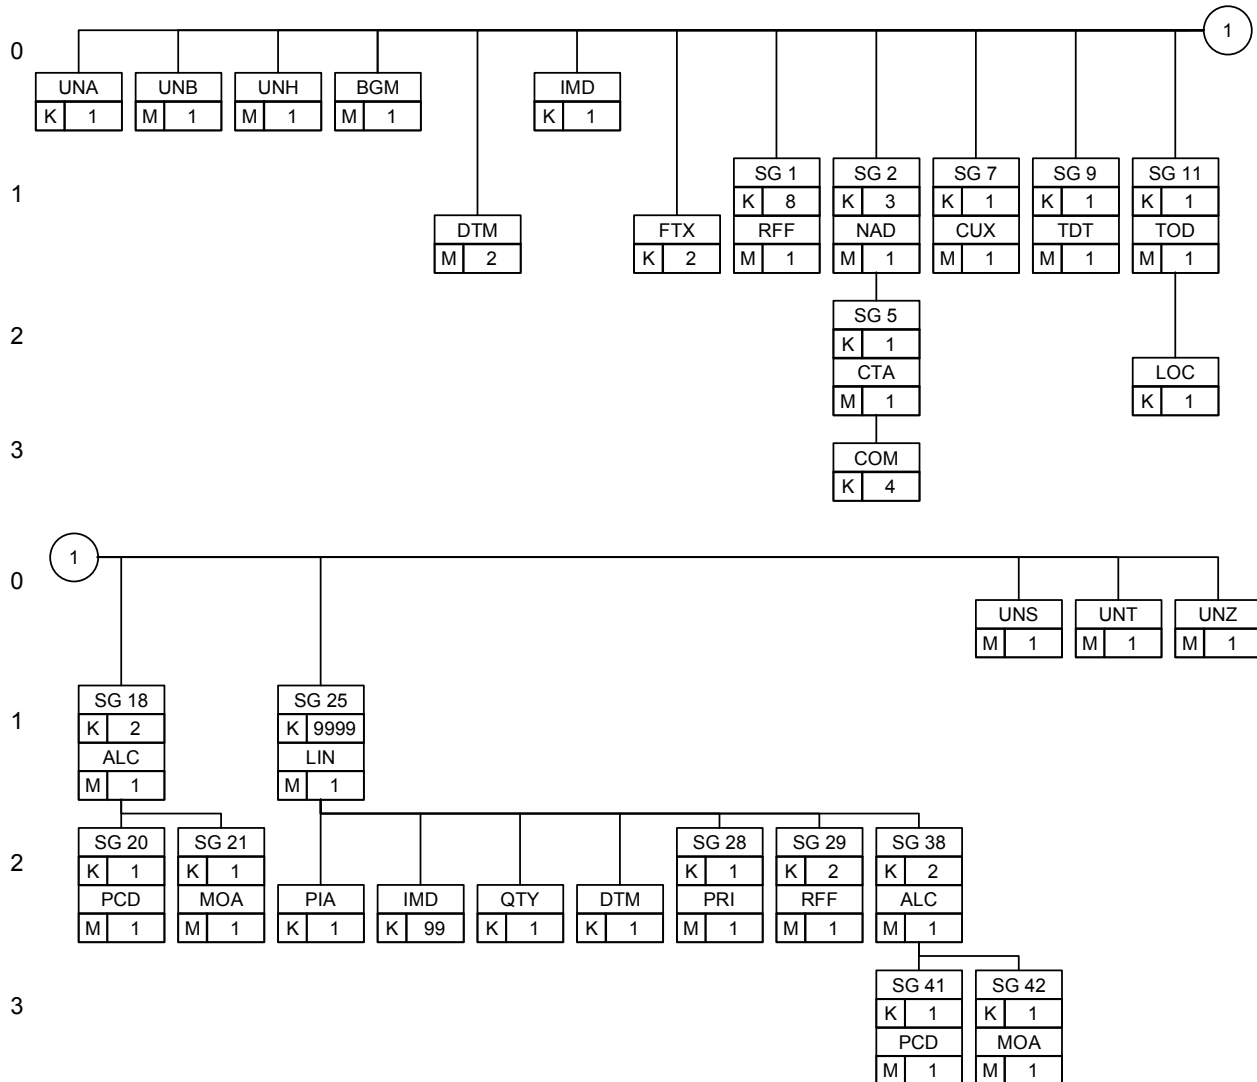 1
0
UNA UNB UNH BGM IMD
K 1 M 1 M 1 M 1 K 1
SG 1 SG 2 SG 7 SG 9 SG 11
1
K 8 K 3 K 1 K 1 K 1
DTM FTX RFF NAD CUX TDT TOD
M 2 K 2 M 1 M 1 M 1 M 1 M 1
SG 5
2
K 1
CTA LOC
M 1 K 1
3
COM
K 4
1
0
UNS UNT UNZ
M 1 M 1 M 1
SG 18 SG 25
1
K 2 K 9999
ALC LIN
M 1 M 1
SG 20 SG 21 SG 28 SG 29 SG 38
2
K 1 K 1 K 1 K 2 K 2
PCD MOA PIA IMD QTY DTM PRI RFF ALC
M 1 M 1 K 1 K 99 K 1 K 1 M 1 M 1 M 1
SG 41 SG 42
3
K 1 K 1
PCD MOA
M 1 M 1